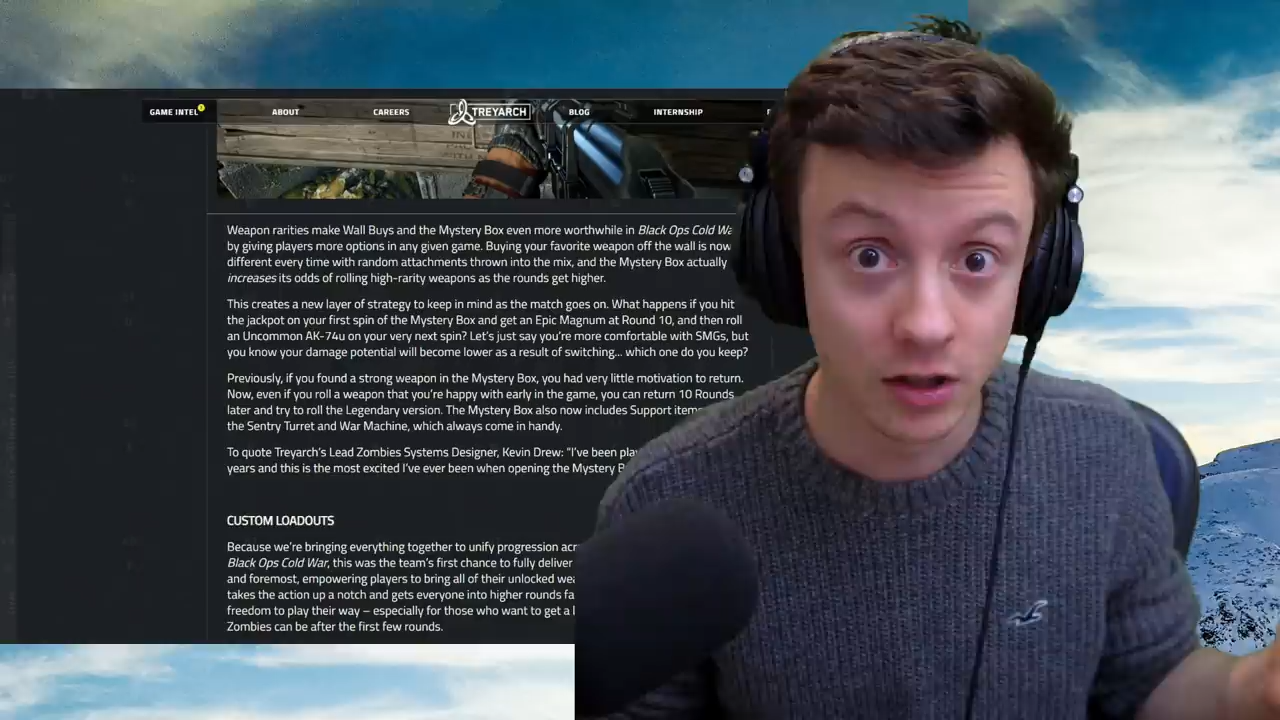 GAME INTEL
ABOUT
CAREERS
TREYARCH
BLOG
INTERNSHIP
Weapon rarities make Wall Buys and the Mystery Box even more worthwhile in Black Ops Cold
by giving players more options in any given game. Buying your favorite weapon off the wall is now
different every time with random attachments thrown into the mix, and the Mystery Box actually
increases its odds of rolling high-rarity weapons as the rounds get higher.
This creates a new layer of strategy to keep in mind as the match goes on. What happens if you hit
the jackpot on your first spin of the Mystery Box and get an Epic Magnum at Round 10, and then roll
an Uncommon AK-74u on your very next spin? Let's just say you're more comfortable with SMGs, but
you know your damage potential will become lower as a result of switching... which one do you keep?
Previously, if you found a strong weapon in the Mystery Box, you had very little motivation to return.
Now, even if you roll a weapon that you're happy with early in the game, you can return 10 Rounds
later and try to roll the Legendary version. The Mystery Box also now includes Support
the Sentry Turret and War Machine, which always come in handy.
To quote Treyarch's Lead Zombies Systems Designer, Kevin Drew: "I've been
years and this is the most excited I've ever been when opening the Mystery
CUSTOM LOADOUTS
Because we're bringing everything together to unify progression
Black Ops Cold War, this was the team's first chance to fully deliver
and foremost, empowering players to bring all of their unlocked
takes the action up a notch and gets everyone into higher rounds
freedom to play their way – especially for those who want to get a
Zombies can be after the first few rounds.